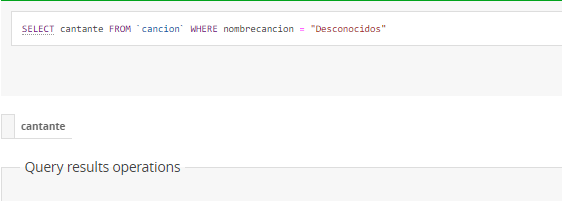 SELECT cantante FROM `cancion` WHERE nombrecancion = "Desconocidos"
cantante
Query results operations